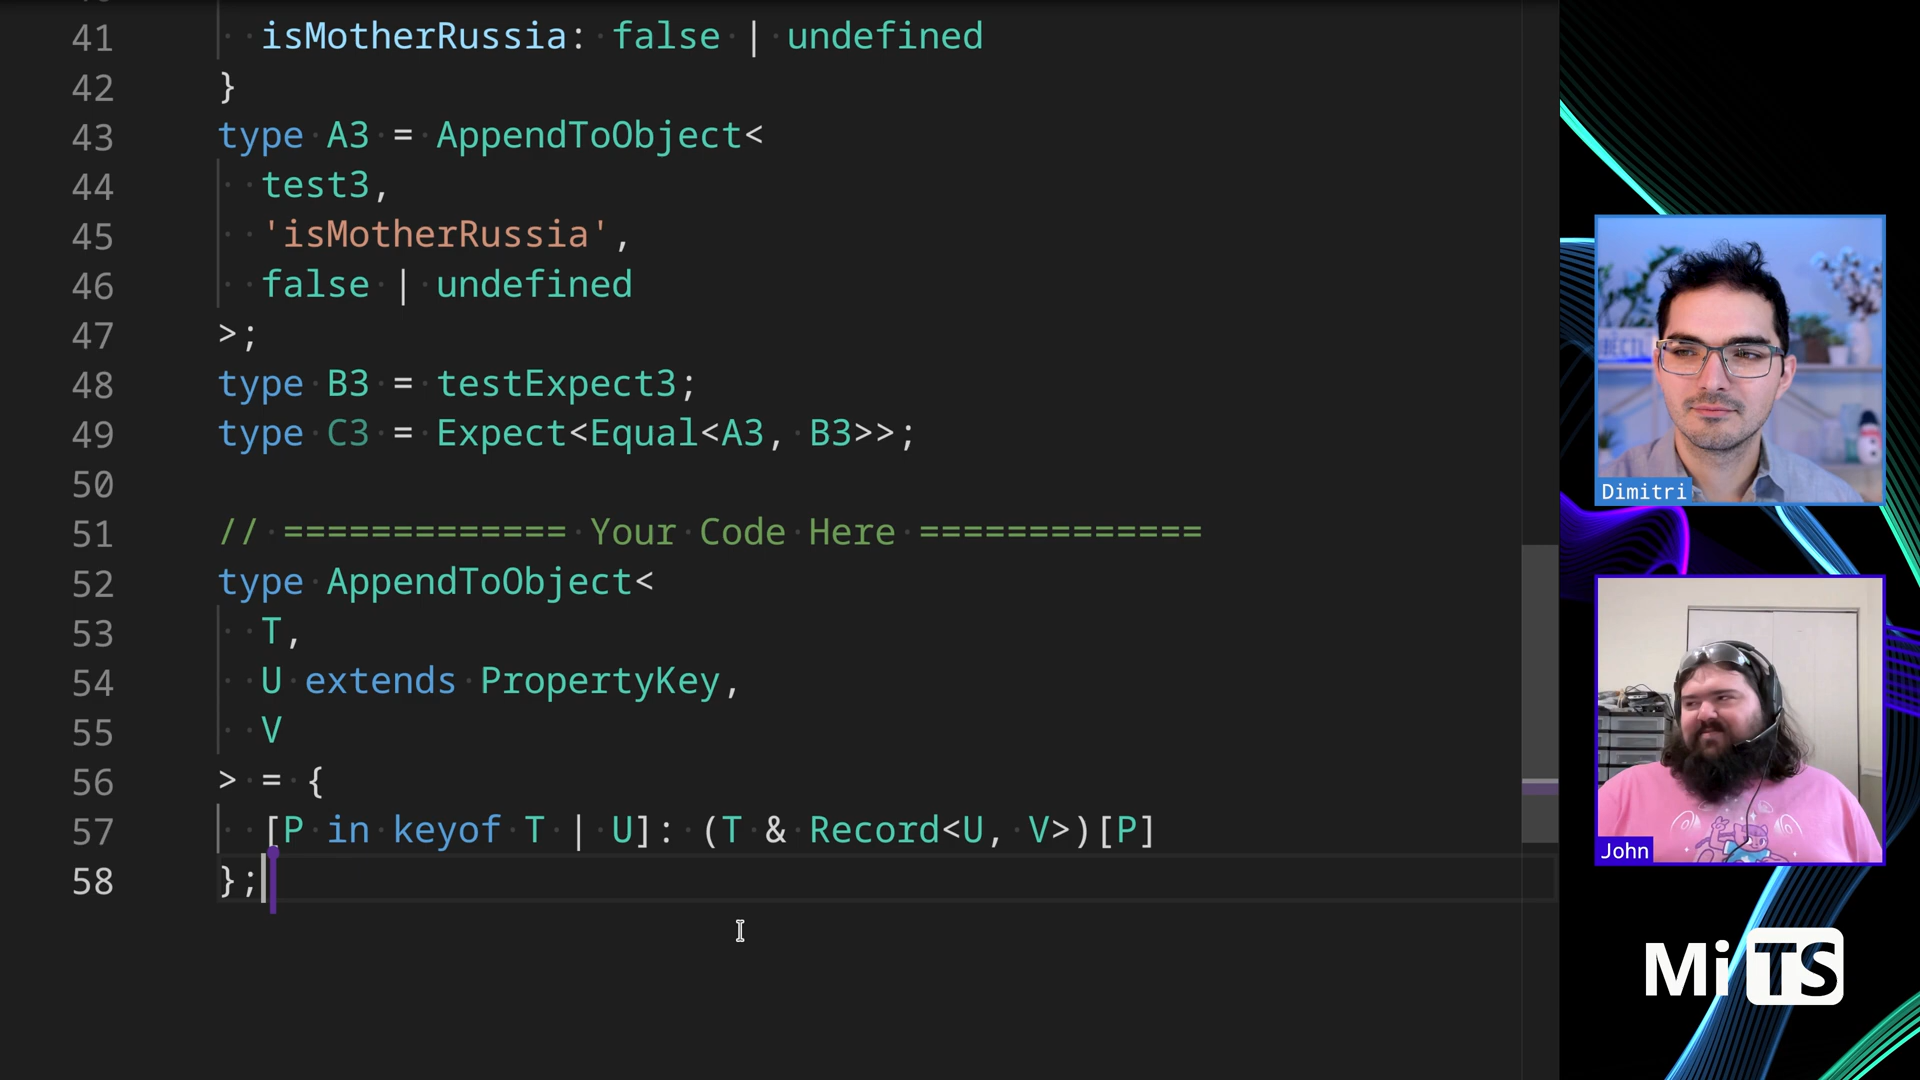 41 isMotherRussia: false | undefined
42 }
43 type A3 = AppendToObject<
44 test3,
45 'isMotherRussia',
46 false | undefined
47 >;
48 type B3 = testExpect3;
49 type C3 = Expect<Equal<A3, B3>>;
50
51 // ============= Your Code Here =============
52 type AppendToObject<
53 T,
54 U extends PropertyKey,
55 V
56 > = {
57 [P in keyof T | U]: (T & Record<U, V>)[P]
58 };
Dimitri
John
MiTS